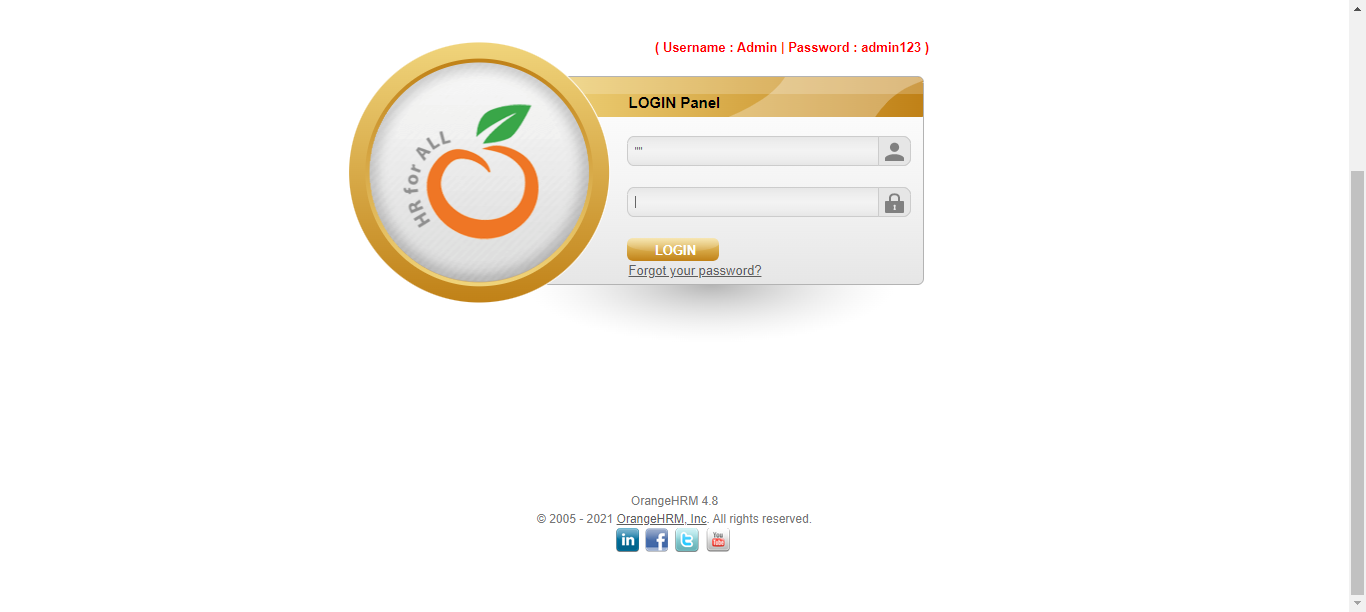 ( Username : Admin | Password : admin123 )
HR for ALL
LOGIN Panel
""
LOGIN
Forgot your password?
OrangeHRM 4.8
© 2005 - 2021 OrangeHRM, Inc. All rights reserved.
in f t You Tube